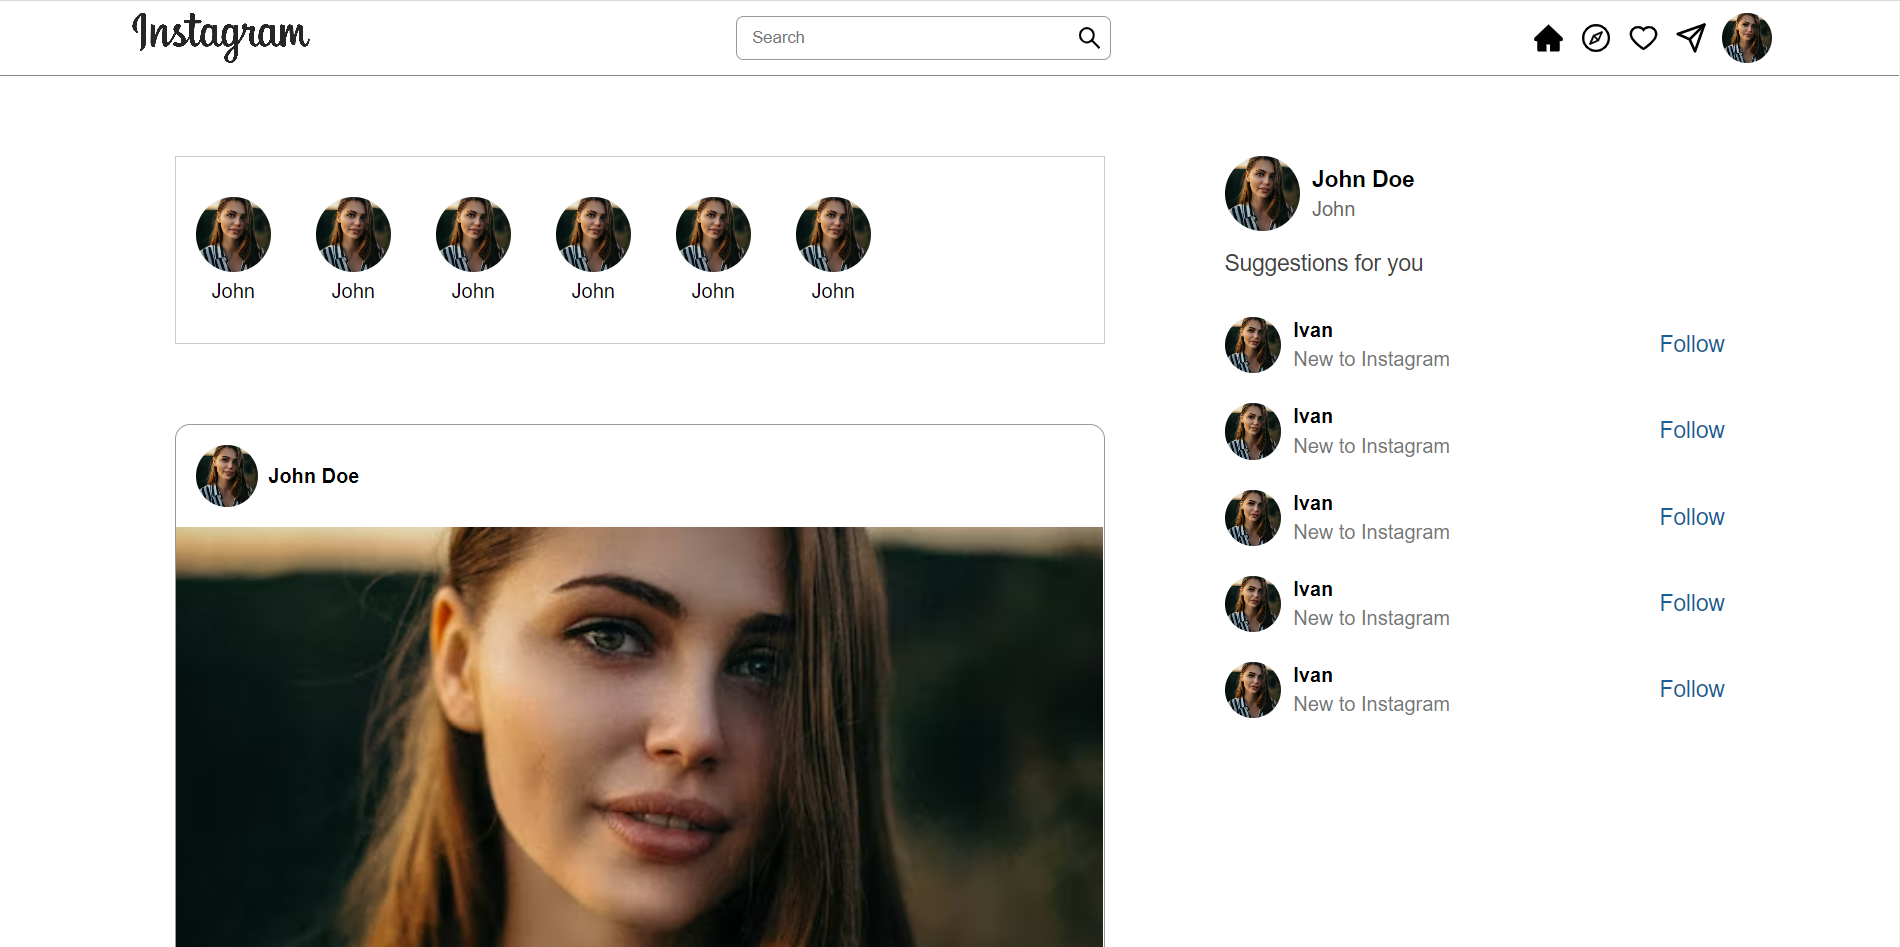 Instagram
Search
John John John John John John
John Doe
John Doe
John
Suggestions for you
Ivan
New to Instagram
Follow
Ivan
New to Instagram
Follow
Ivan
New to Instagram
Follow
Ivan
New to Instagram
Follow
Ivan
New to Instagram
Follow